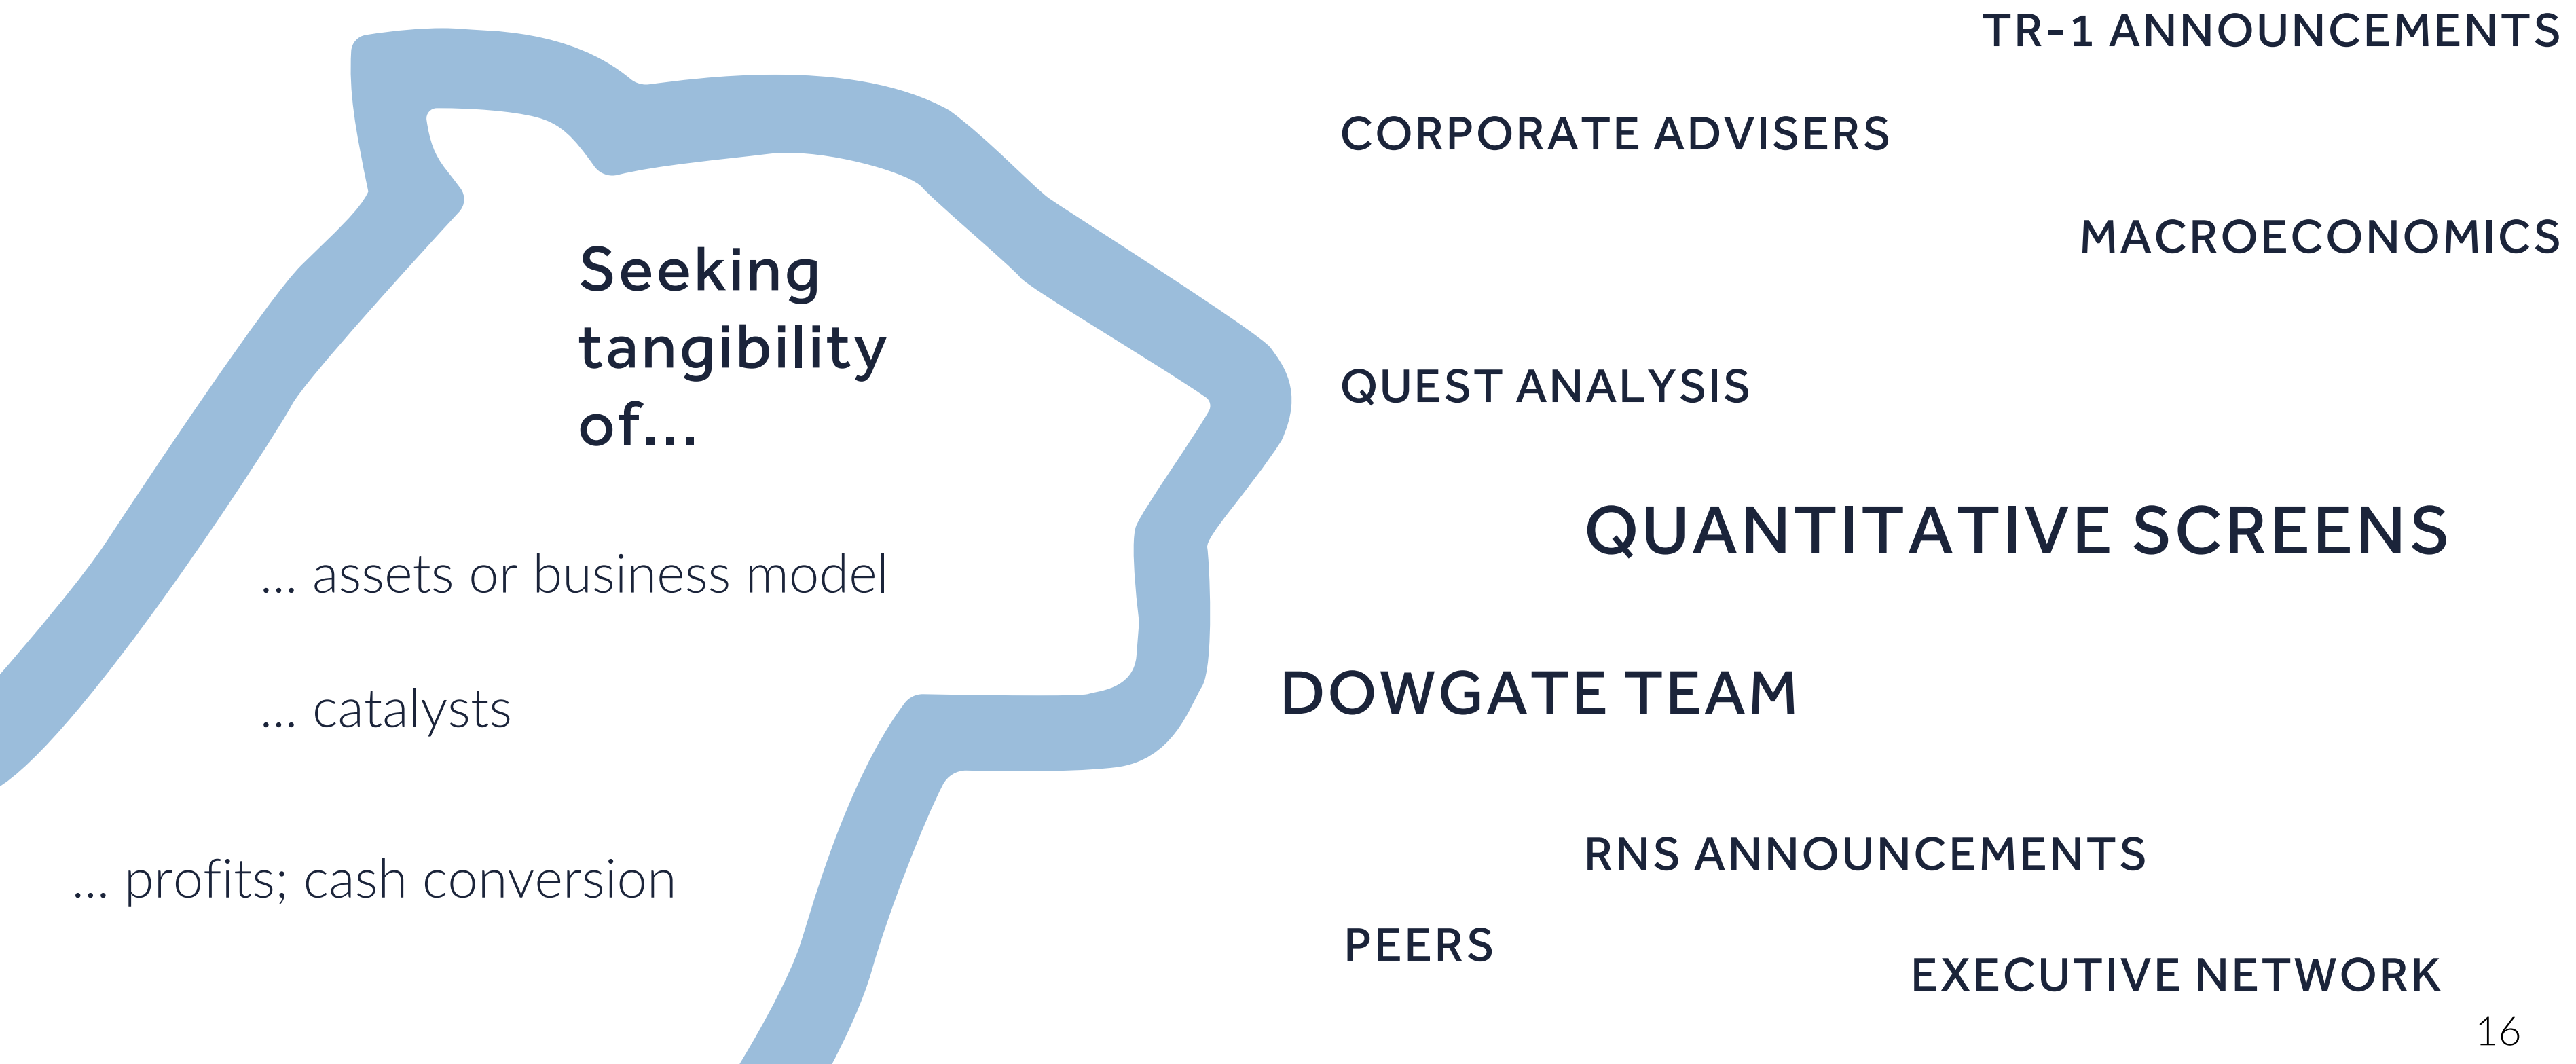 Seeking
tangibility
of...
... assets or business model
... catalysts
... profits; cash conversion
TR-1 ANNOUNCEMENTS
CORPORATE ADVISERS
MACROECONOMICS
QUEST ANALYSIS
QUANTITATIVE SCREENS
DOWGATE TEAM
RNS ANNOUNCEMENTS
PEERS
EXECUTIVE NETWORK
16